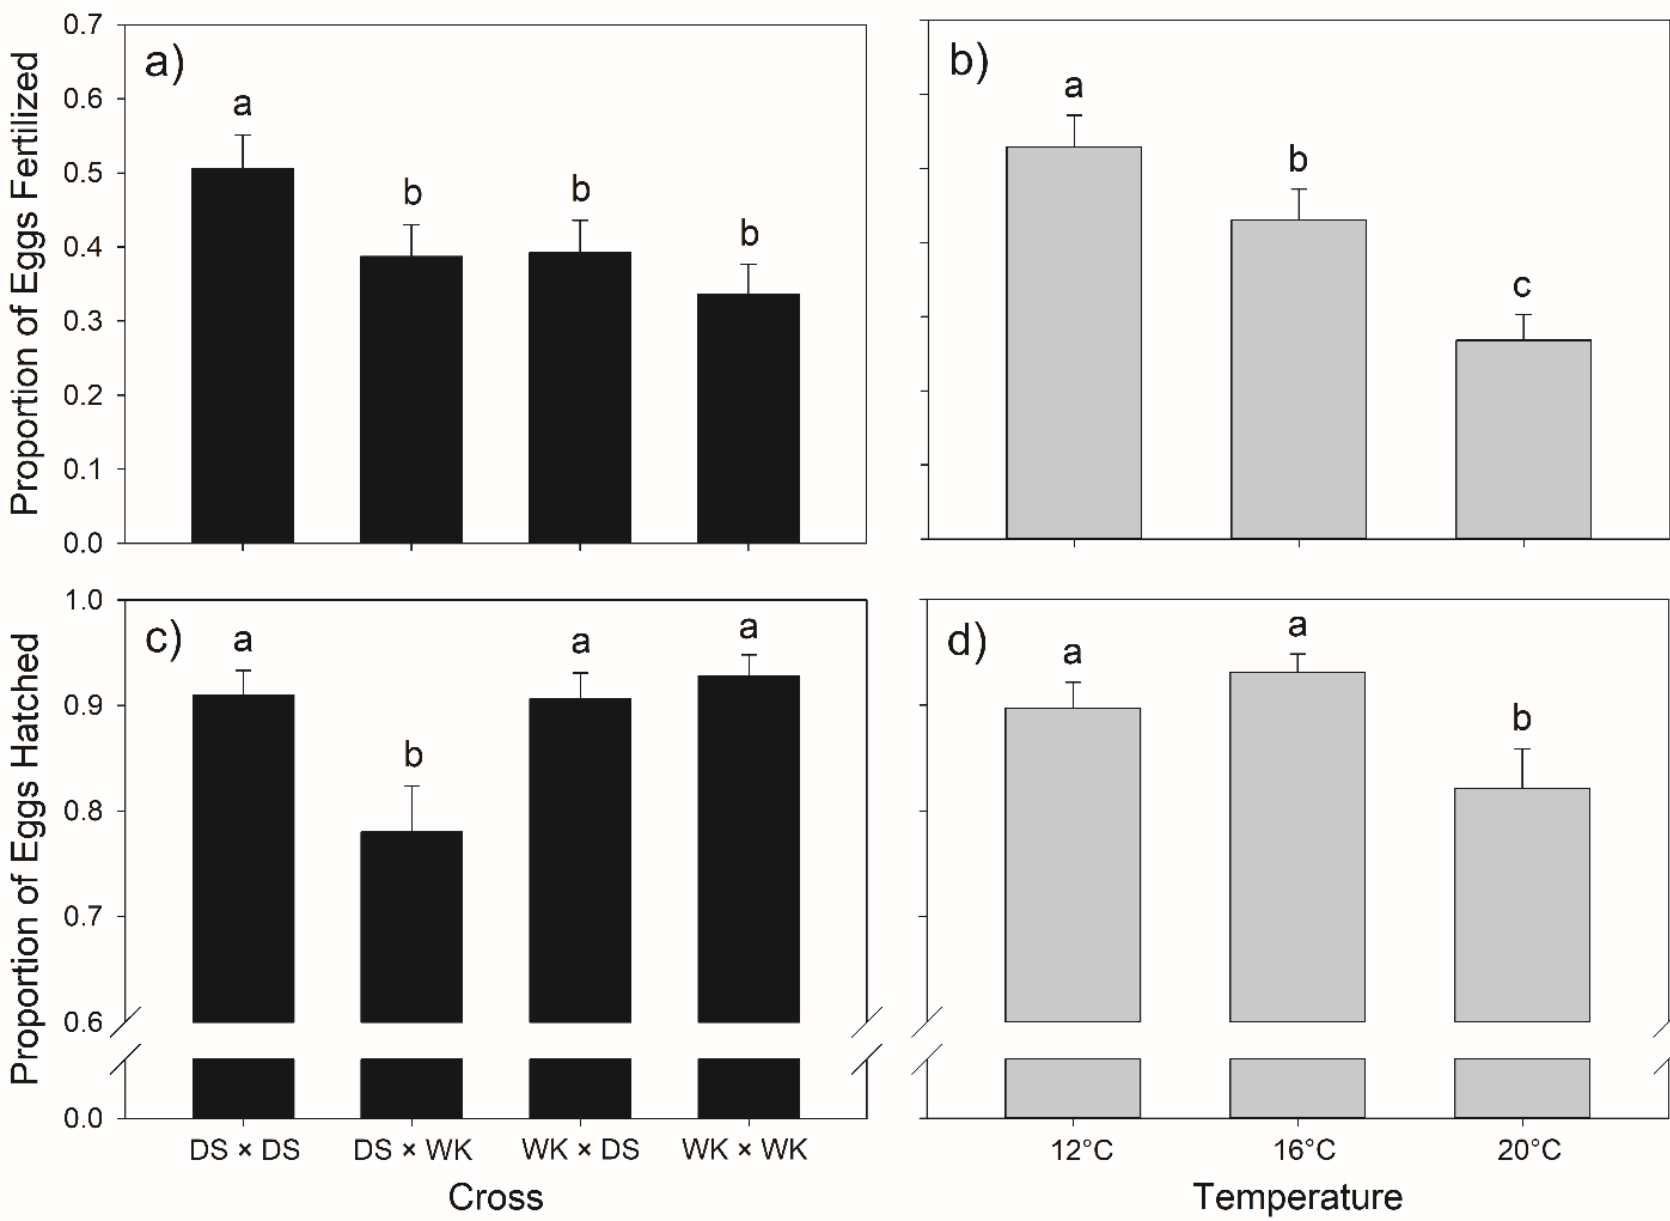 a)
Proportion of Eggs Fertilized
0.7
0.6
0.5
0.4
0.3
0.2
0.1
0.0
a
b
b
b
b)
a
b
c
c)
Proportion of Eggs Hatched
1.0
0.9
0.8
0.7
0.6
0.0
a
b
a
a
DS × DS
DS × WK
WK × DS
WK × WK
Cross
d)
a
a
b
12°C
16°C
20°C
Temperature